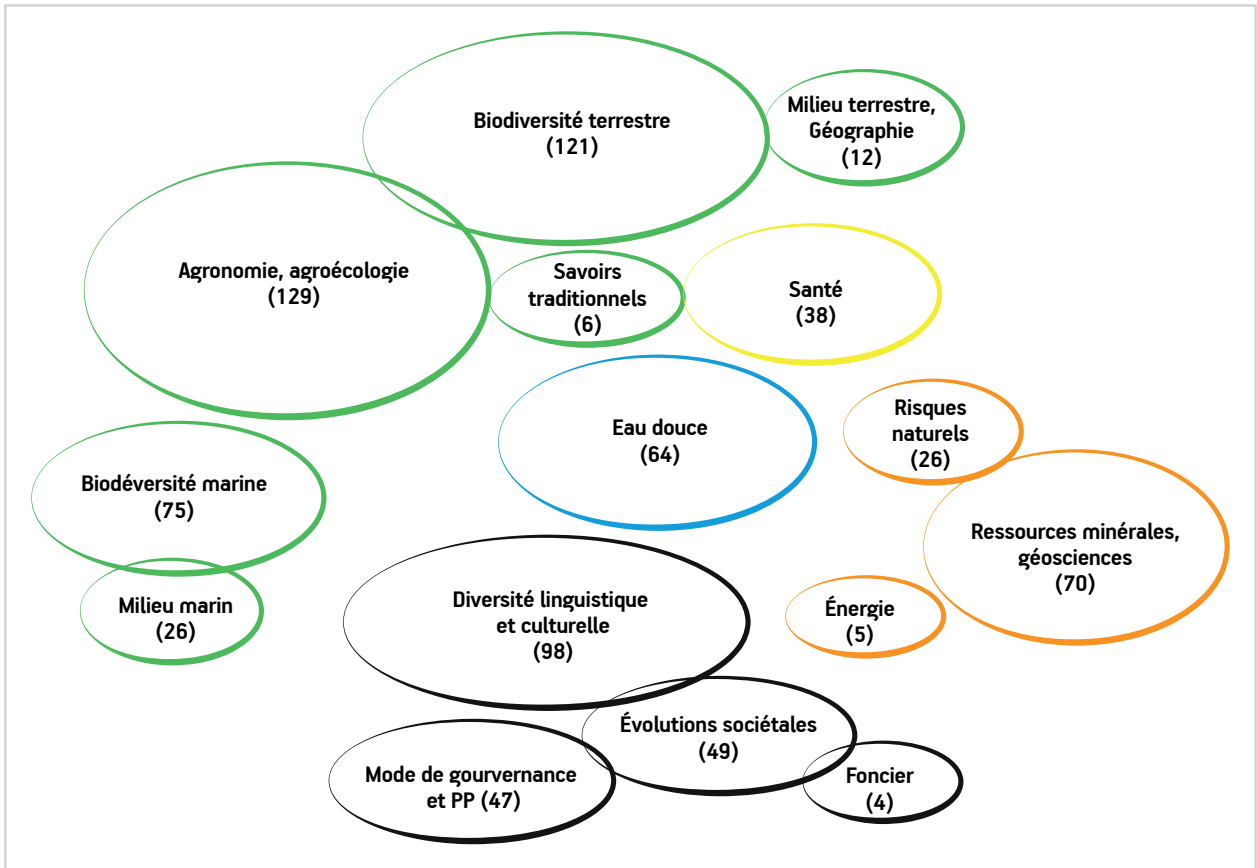 Biodiversité terrestre
(121)
Milieu terrestre,
Géographie
(12)
Agronomie, agroécologie
(129)
Savoirs
traditionnels
(6)
Santé
(38)
Eau douce
(64)
Risques
naturels
(26)
Biodéversité marine
(75)
Ressources minérales,
géosciences
(70)
Milieu marin
(26)
Diversité linguistique
et culturelle
(98)
Énergie
(5)
Évolutions sociétales
(49)
Mode de gourvernance
et PP (47)
Foncier
(4)